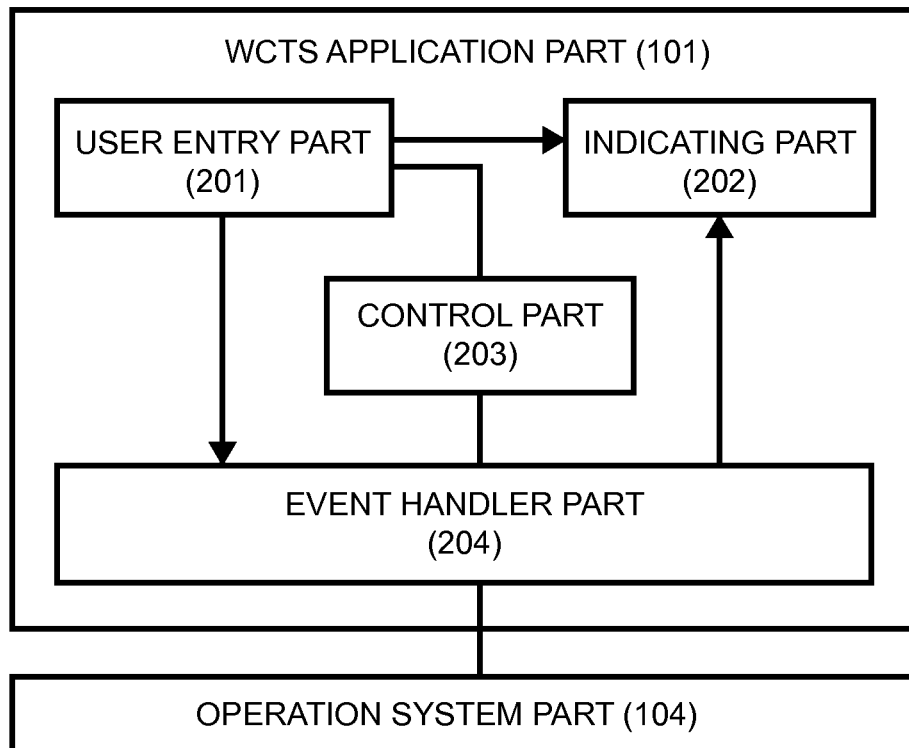 WCTS APPLICATION PART (101)
USER ENTRY PART
(201)
INDICATING PART
(202)
CONTROL PART
(203)
EVENT HANDLER PART
(204)
OPERATION SYSTEM PART (104)